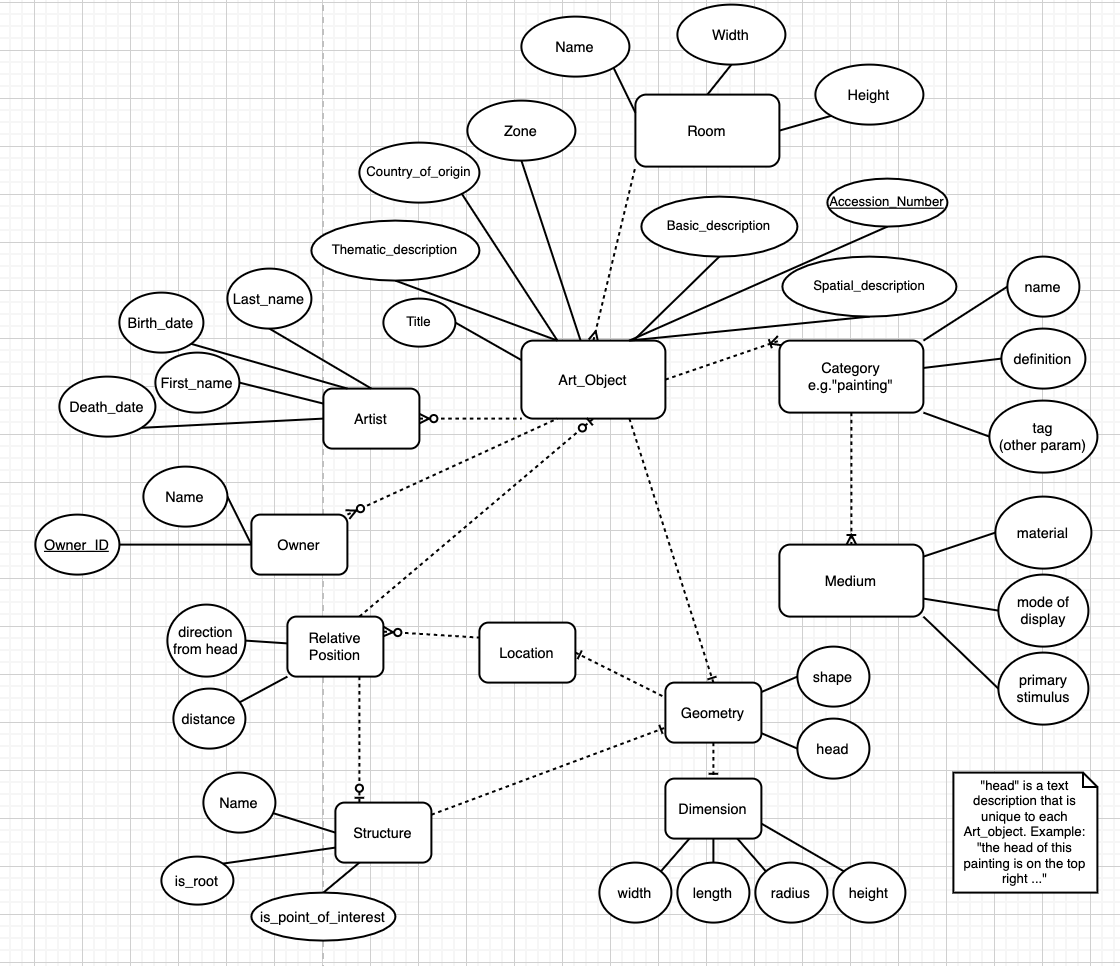 Name
Width
Height
Room
Zone
Country_of_origin
Accession_Number
Basic_description
Thematic_description
Spatial_description
name
Last_name
Title
Birth_date
definition
Category
e.g."painting"
Art_Object
First_name
Death_date
Artist
tag
(other param)
Name
Owner_ID
Owner
material
Medium
mode of
display
direction
from head
Relative
Position
Location
shape
primary
stimulus
distance
Geometry
head
Name
Structure
Dimension
is_root
is_point_of_interest
width
length
radius
height
"head" is a text
description that is
unique to each
Art_object. Example:
"the head of this
painting is on the top
right ..."